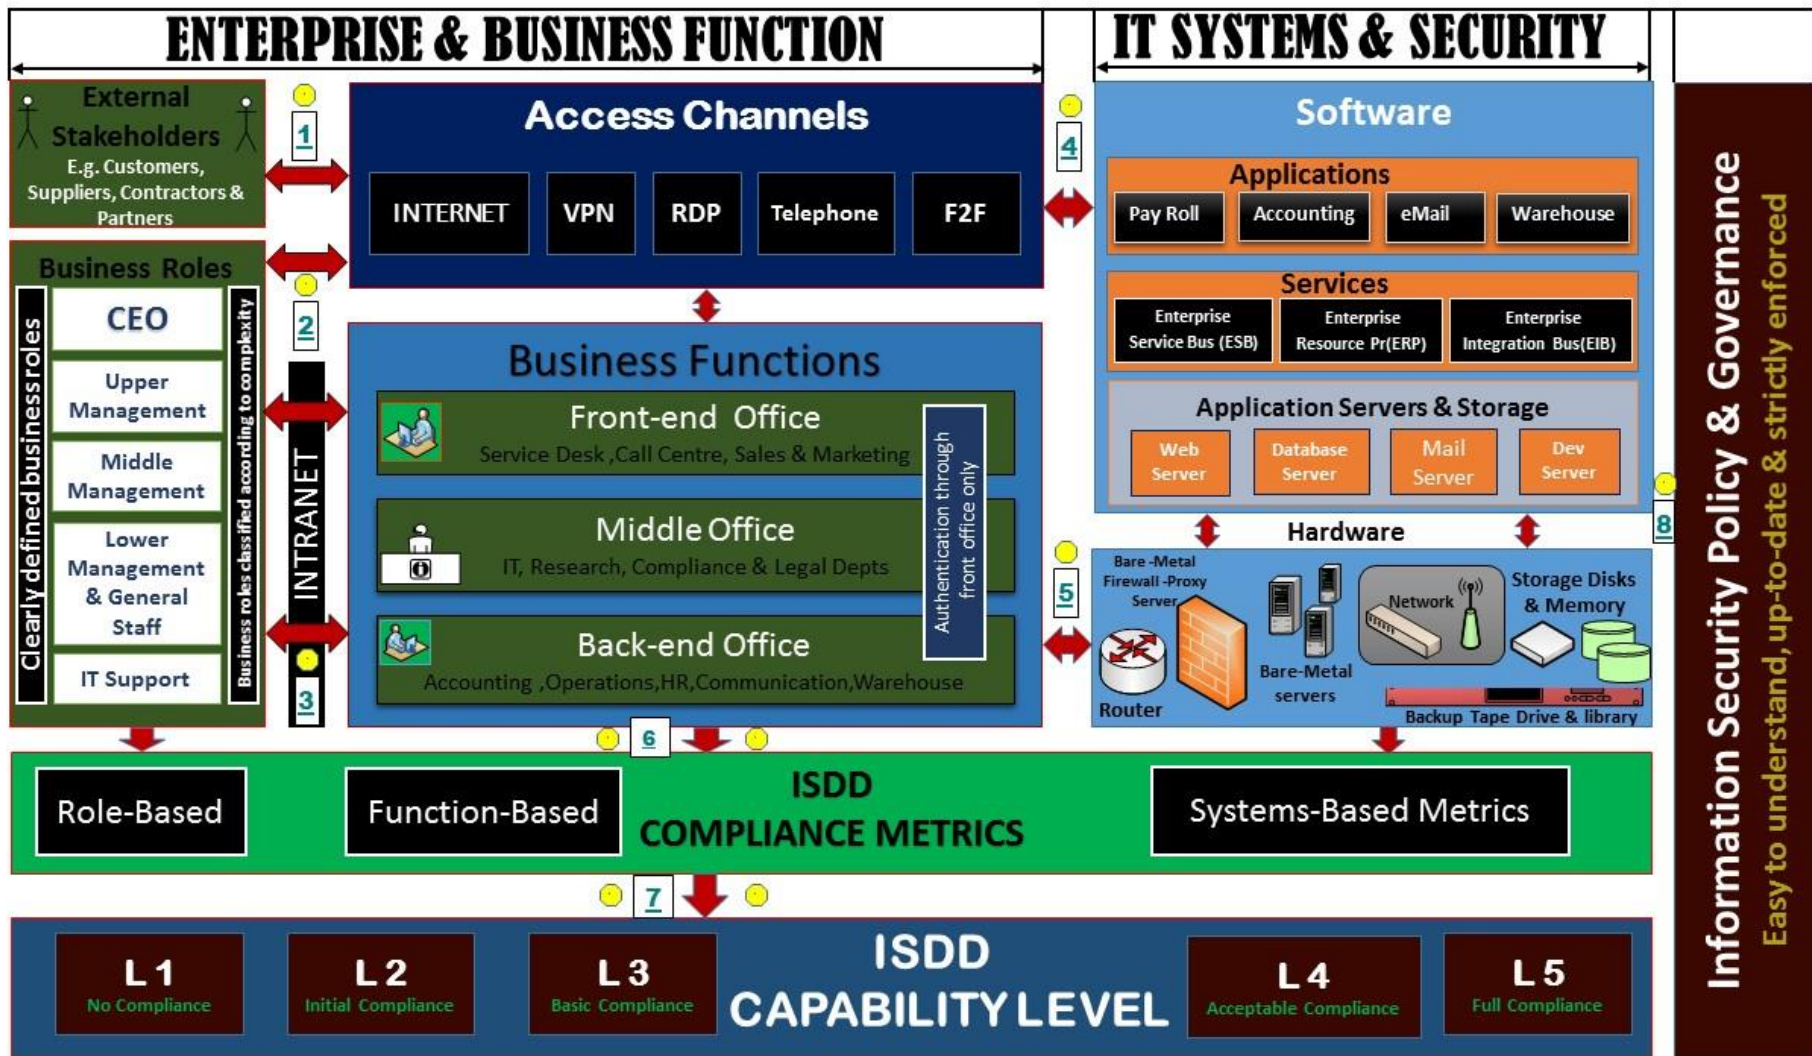 ENTERPRISE & BUSINESS FUNCTION
IT SYSTEMS & SECURITY
External
Stakeholders
E.g. Customers,
Suppliers, Contractors &
Partners
1
Access Channels
INTERNET
VPN
RDP
Telephone
F2F
4
Software
Applications
Pay Roll
Accounting
eMail
Warehouse
Services
Enterprise
Service Bus (ESB)
Enterprise
Resource Pr(ERP)
Enterprise
Integration Bus(EIB)
Application Servers & Storage
Web
Server
Database
Server
Mail
Server
Dev
Server
Business Roles
Clearly defined business roles
CEO
Upper
Management
Middle
Management
Lower
Management
& General
Staff
IT Support
Business roles classified according to complexity
2
INTRANET
3
Business Functions
Front-end Office
Service Desk ,Call Centre, Sales & Marketing
Middle Office
IT, Research, Compliance & Legal Depts
Back-end Office
Accounting ,Operations,HR,Communication,Warehouse
Authentication through
front office only
5
Hardware
Bare -Metal
Firewall -Proxy
Server
Router
Bare-Metal
servers
Network
Storage Disks
& Memory
Backup Tape Drive & library
8
Information Security Policy & Governance
Easy to understand, up-to-date & strictly enforced
6
Role-Based
Function-Based
ISDD
COMPLIANCE METRICS
Systems-Based Metrics
7
L 1
No Compliance
L 2
Initial Compliance
L 3
Basic Compliance
ISDD
CAPABILITY LEVEL
L 4
Acceptable Compliance
L 5
Full Compliance